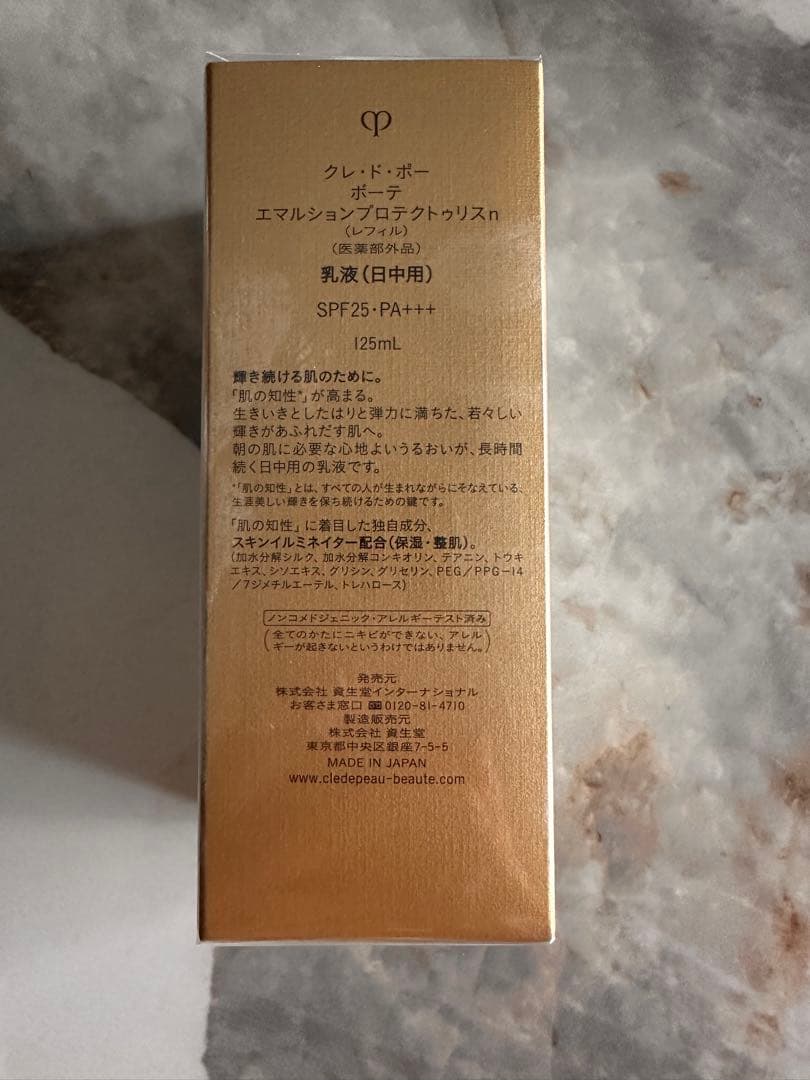 クレ・ド・ポー
ボーテ
エマルションプロテクトゥリスn
(レフィル)
(医薬部外品)
乳液(日中用)
SPF25・PA+++
125mL
輝き続ける肌のために。
「肌の知性*」が高まる。
生きいきとしたはりと弾力に満ちた、若々しい
輝きがあふれだす肌へ。
朝の肌に必要な心地よいうるおいが、長時間
続く日中用の乳液です。
*「肌の知性」とは、すべての人が生まれながらにそなえている、
生涯美しい輝きを保ち続けるための鍵です。
「肌の知性」に着目した独自成分、
スキンイルミネイター配合(保湿・整肌)。
(加水分解シルク、加水分解コンキオリン、テアニン、トウキ
エキス、シソエキス、グリシン、グリセリン、PEG/PPG-14
/7ジメチルエーテル、トレハロース)
ノンコメドジェニック・アレルギーテスト済み
(全てのかたにニキビができない、アレル
ギーが起きないというわけではありません。)
発売元
株式会社 資生堂インターナショナル
お客さま窓口 0120-81-4710
製造販売元
株式会社 資生堂
東京都中央区銀座7-5-5
MADE IN JAPAN
www.cledepeau-beaute.com